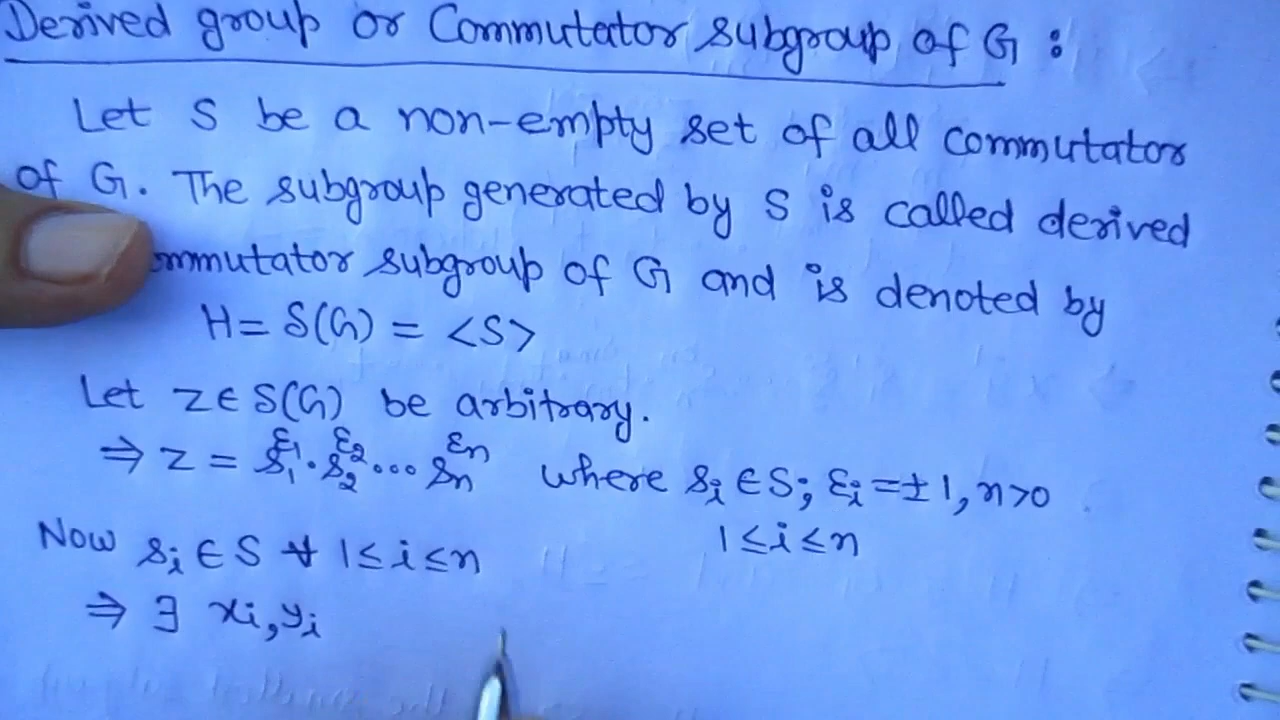 Derived group or Commutator subgroup of G :
Let S be a non-empty set of all commutator
of G. The subgroup generated by S is called derived
mmutator subgroup of G and is denoted by
H = S(G) = <S>
Let z ∈ S(G) be arbitrary.
⇒ z = s₁^ε₁ . s₂^ε₂ ... sₙ^εₙ where sᵢ ∈ S; εᵢ = ±1, n>0
1 ≤ i ≤ n
Now sᵢ ∈ S ∀ 1 ≤ i ≤ n
⇒ ∃ xᵢ, yᵢ